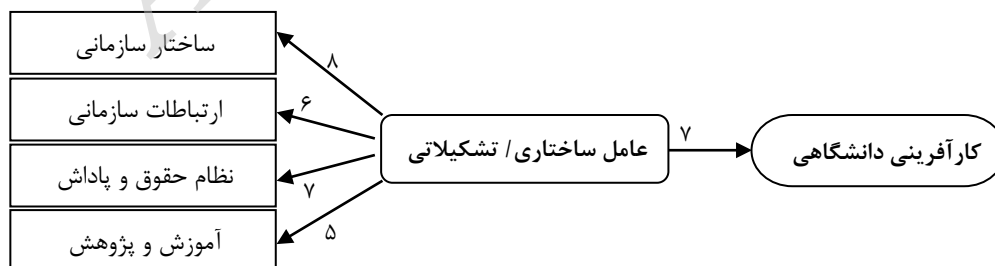 ساختار سازمانی
ارتباطات سازمانی
نظام حقوق و پاداش
آموزش و پژوهش
۸
۶
۷
۵
عامل ساختاری/ تشکیلاتی
۷
کارآفرینی دانشگاهی